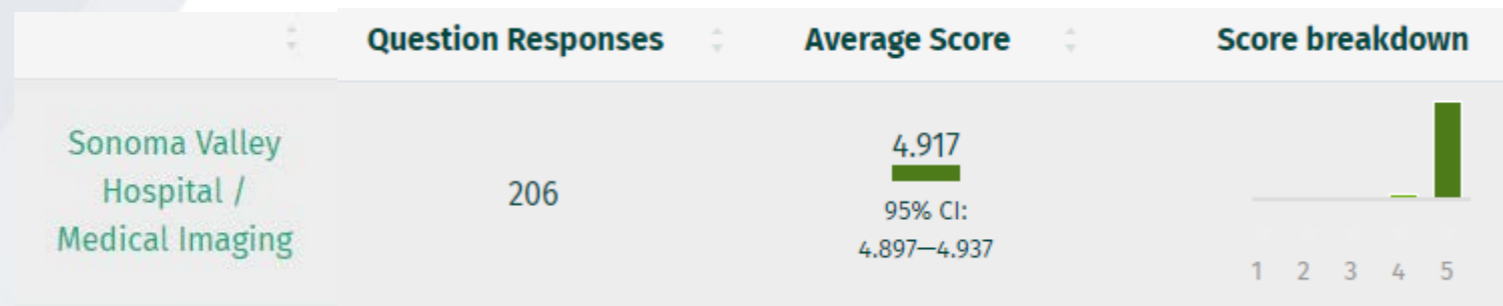 Question Responses
Average Score
Score breakdown
Sonoma Valley
Hospital /
Medical Imaging
206
4.917
95% CI:
4.897—4.937
1 2 3 4 5